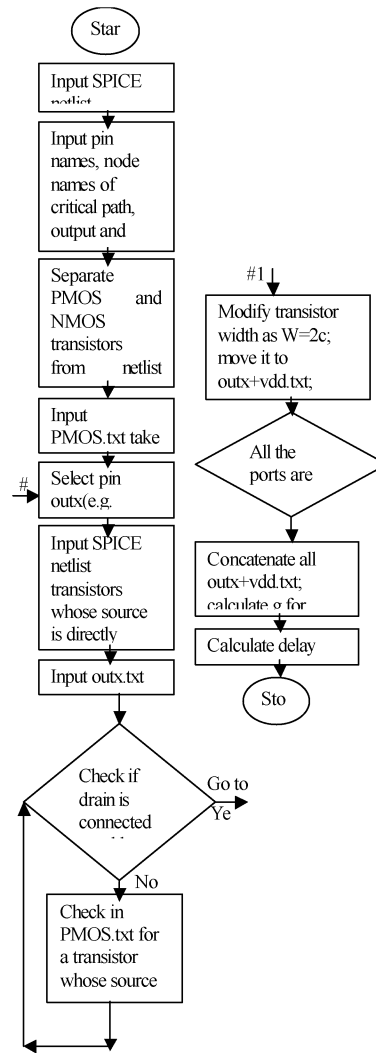 Star
Input SPICE
netlist
Input pin
names, node
names of
critical path,
output and
Separate
PMOS and
NMOS
transistors
from netlist
Input
PMOS.txt take
#
Select pin
outx(e.g.
Input SPICE
netlist
transistors
whose source
is directly
Input outx.txt
Check if
drain is
connected
Go to
Ye
No
Check in
PMOS.txt for
a transistor
whose source
#1
Modify transistor
width as W=2c;
move it to
outx+vdd.txt;
All the
ports are
Concatenate all
outx+vdd.txt;
calculate g for
Calculate delay
Sto